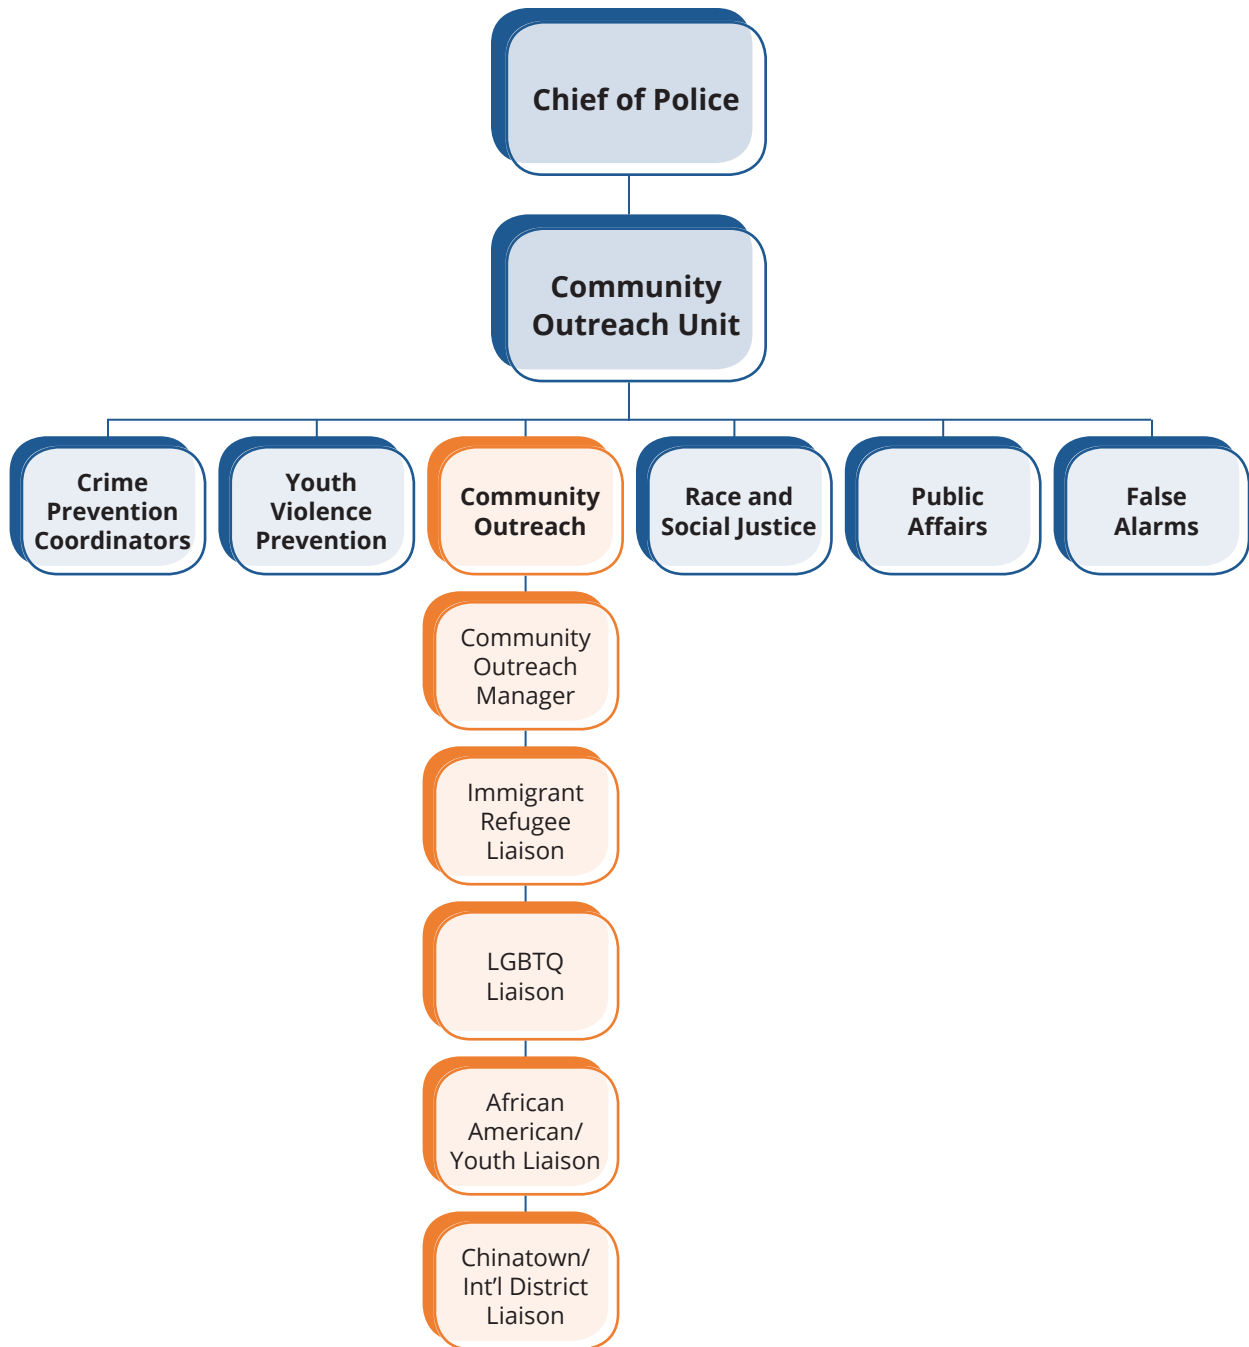 Chief of Police
Community
Outreach Unit
Crime
Prevention
Coordinators
Youth
Violence
Prevention
Community
Outreach
Race and
Social Justice
Public
Affairs
False
Alarms
Community
Outreach
Manager
Immigrant
Refugee
Liaison
LGBTQ
Liaison
African
American/
Youth Liaison
Chinatown/
Int’l District
Liaison